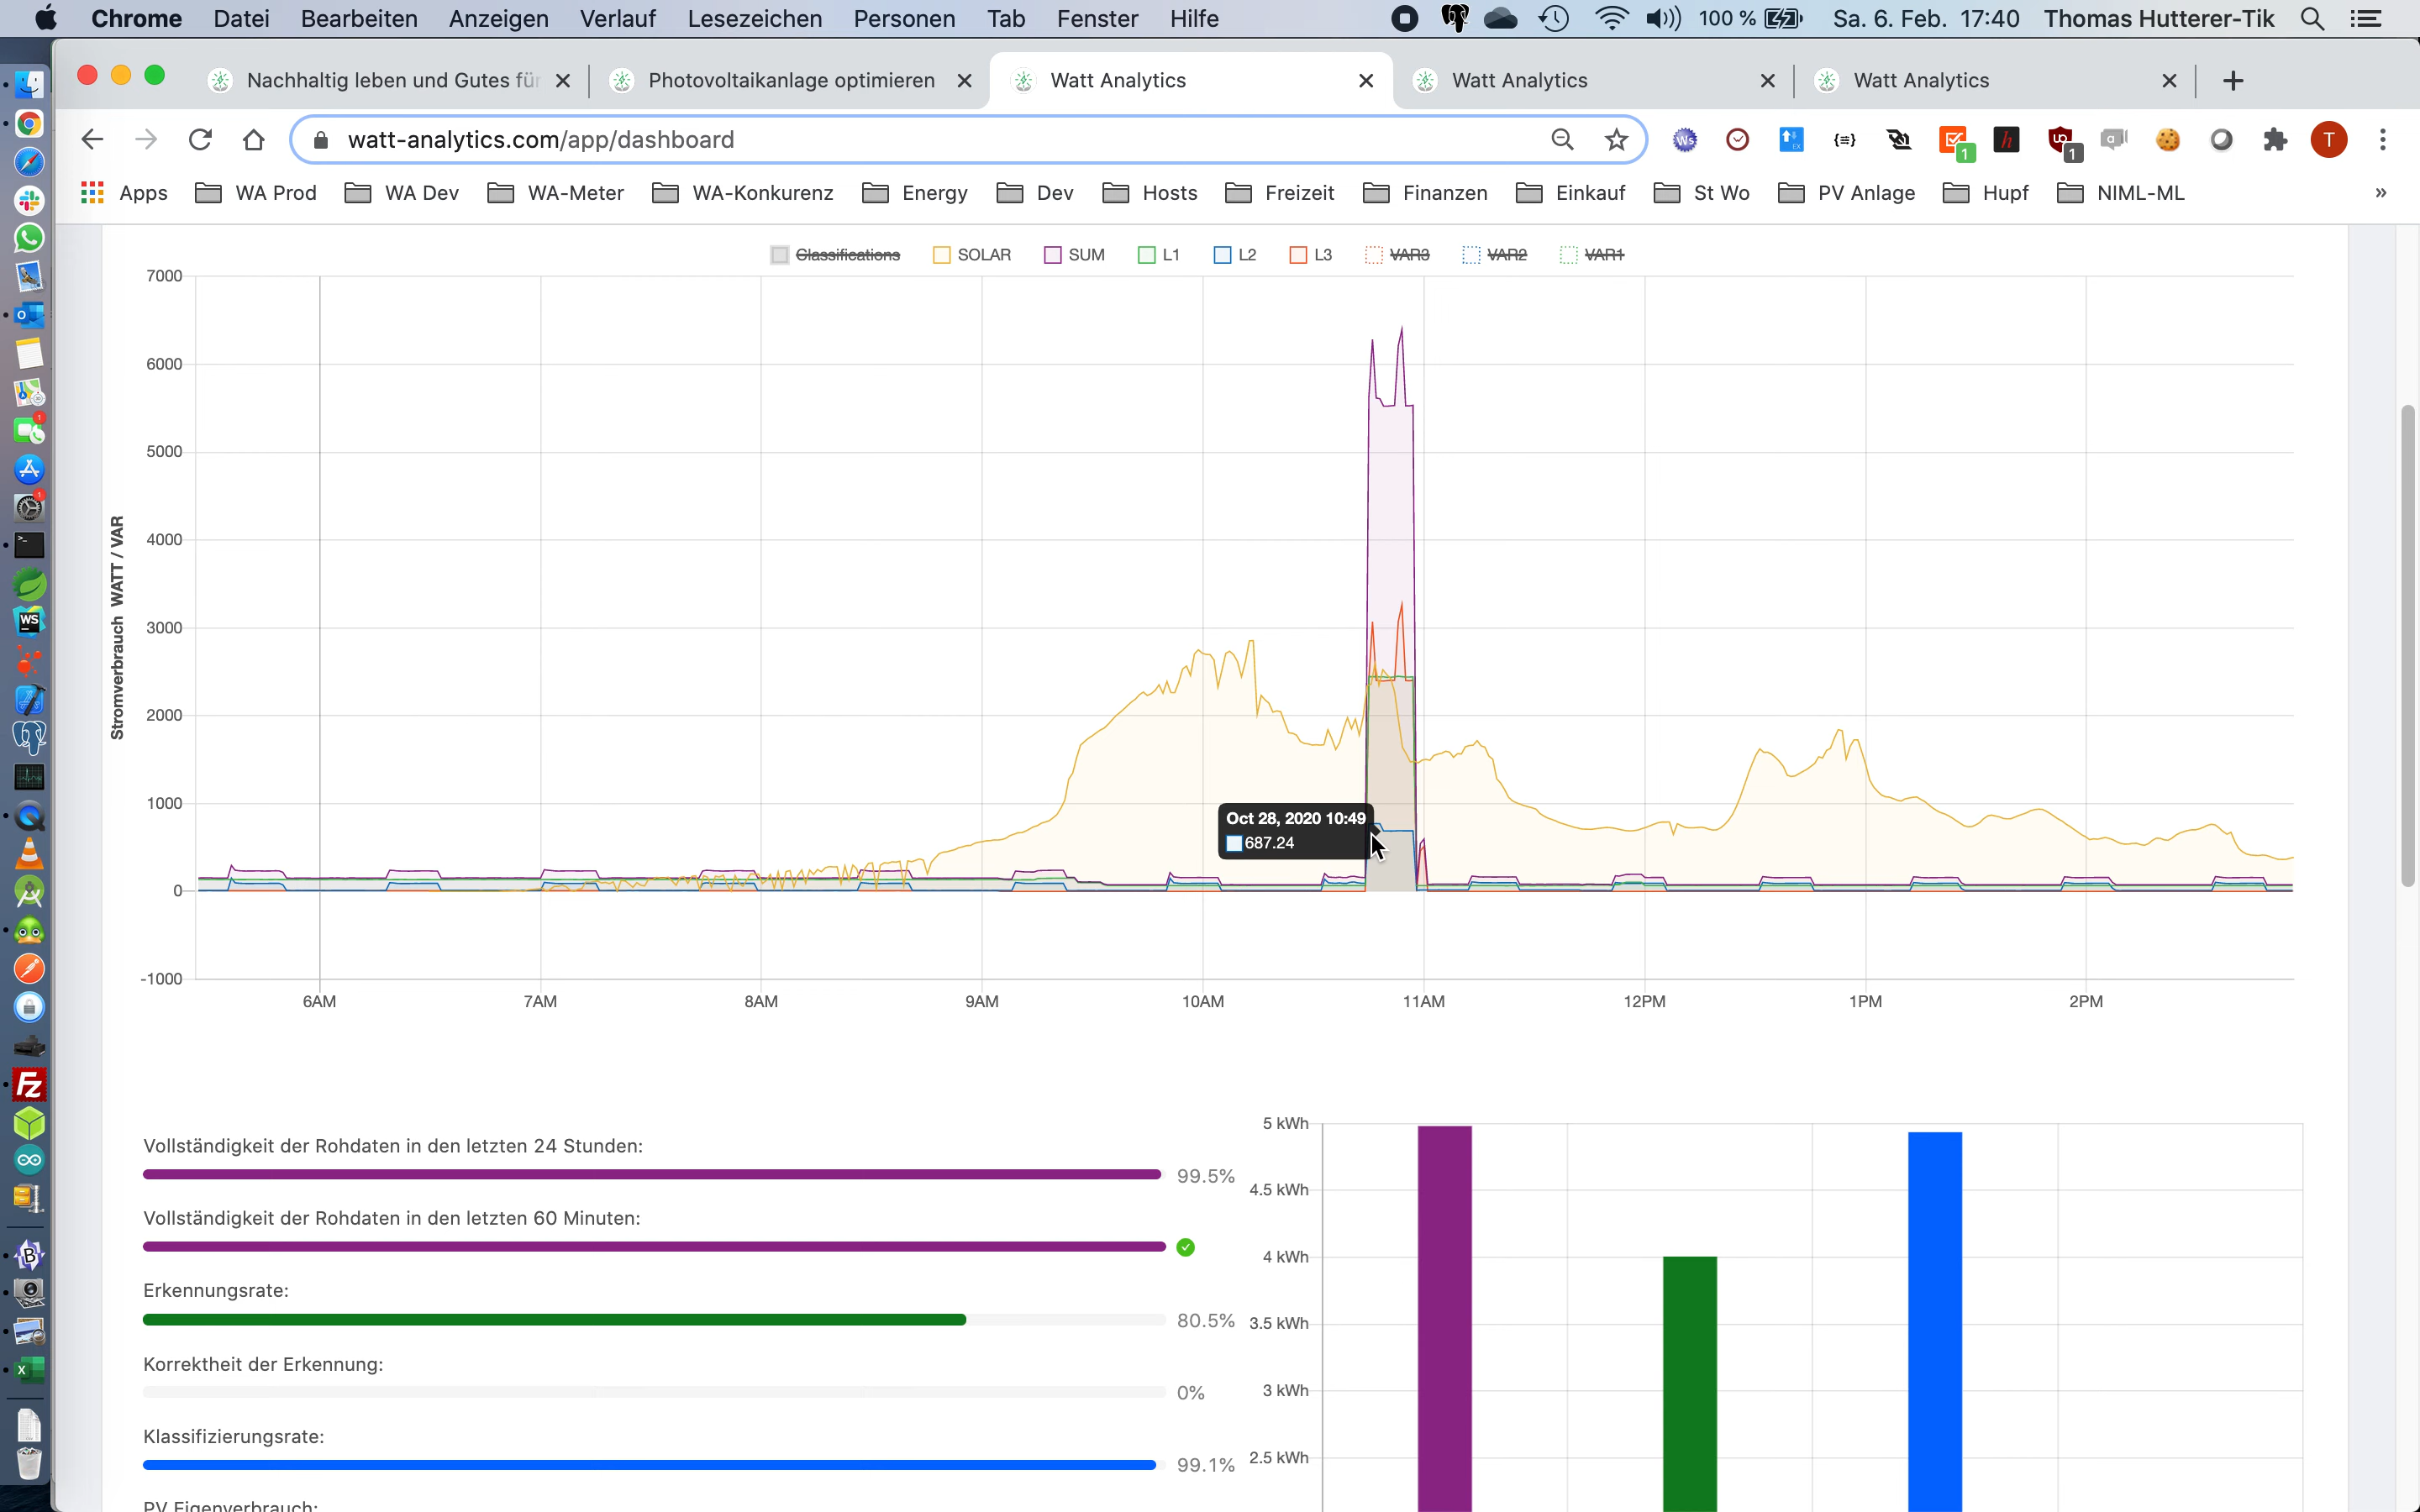 Chrome Datei Bearbeiten Anzeigen Verlauf Lesezeichen Personen Tab Fenster Hilfe 100 % Sa. 6. Feb. 17:40 Thomas Hutterer-Tik
Nachhaltig leben und Gutes für Photovoltaikanlage optimieren Watt Analytics Watt Analytics Watt Analytics
watt-analytics.com/app/dashboard
Apps WA Prod WA Dev WA-Meter WA-Konkurenz Energy Dev Hosts Freizeit Finanzen Einkauf St Wo PV Anlage Hupf NIML-ML »
Classifications SOLAR SUM L1 L2 L3 VAR3 VAR2 VAR1
7000
6000
5000
4000
3000
2000
1000
0
-1000
Stromverbrauch WATT / VAR
Oct 28, 2020 10:49
687.24
6AM 7AM 8AM 9AM 10AM 11AM 12PM 1PM 2PM
Vollständigkeit der Rohdaten in den letzten 24 Stunden:
99.5%
Vollständigkeit der Rohdaten in den letzten 60 Minuten:
Erkennungsrate:
80.5%
Korrektheit der Erkennung:
0%
Klassifizierungsrate:
99.1%
PV Eigenverbrauch:
5 kWh
4.5 kWh
4 kWh
3.5 kWh
3 kWh
2.5 kWh